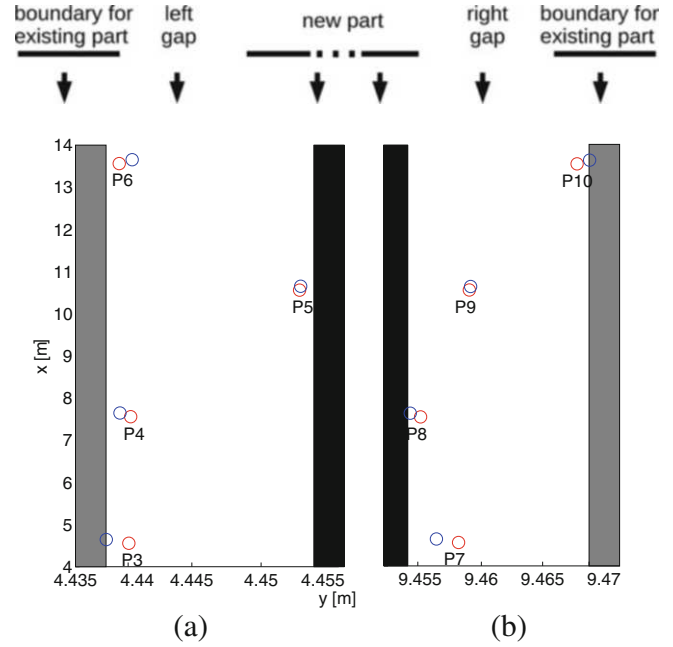 boundary for
existing part
left
gap
new part
right
gap
boundary for
existing part
14
13
12
11
10
9
8
7
6
5
4
x [m]
P6
P5
P4
P3
P10
P9
P8
P7
4.435 4.44 4.445 4.45 4.455 9.455 9.46 9.465 9.47
y [m]
(a) (b)